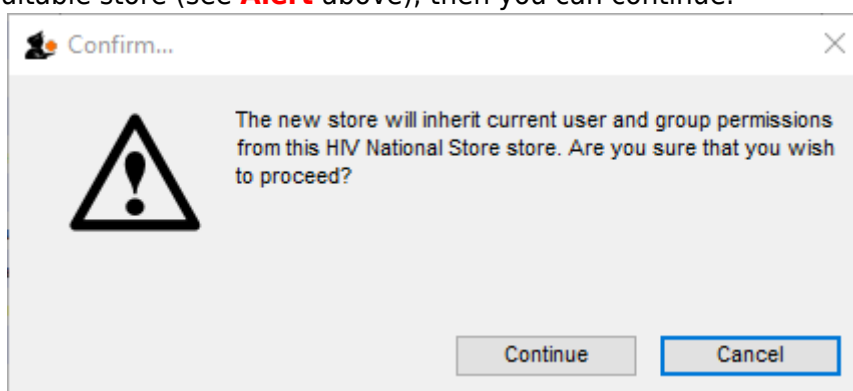 uitable store (see Alert above), then you can continue.
Confirm...
The new store will inherit current user and group permissions
from this HIV National Store store. Are you sure that you wish
to proceed?
Continue
Cancel